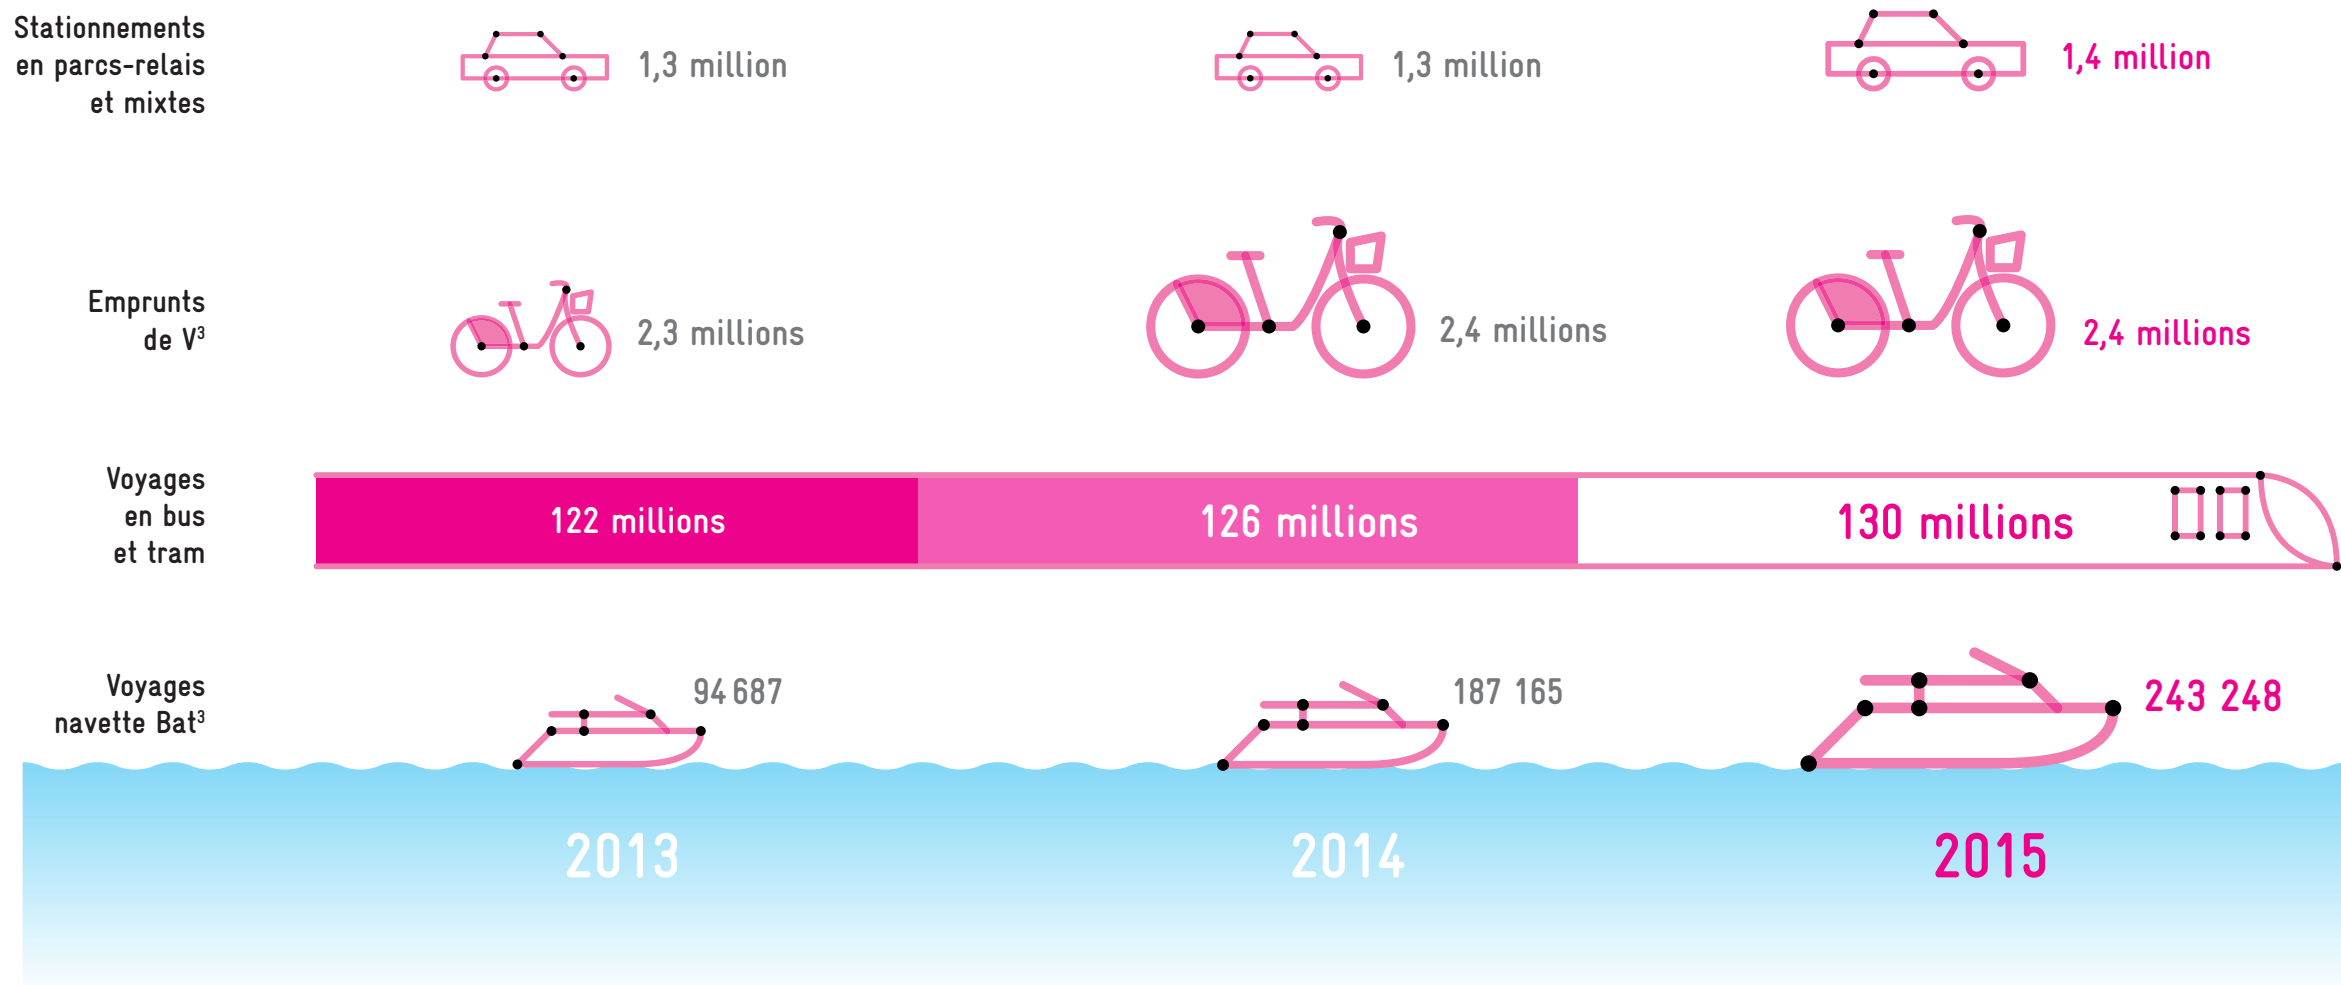 Stationnements
en parcs-relais
et mixtes
1,3 million
1,3 million
1,4 million
Emprunts
de V³
2,3 millions
2,4 millions
2,4 millions
Voyages
en bus
et tram
122 millions
126 millions
130 millions
Voyages
navette Bat³
94 687
187 165
243 248
2013
2014
2015